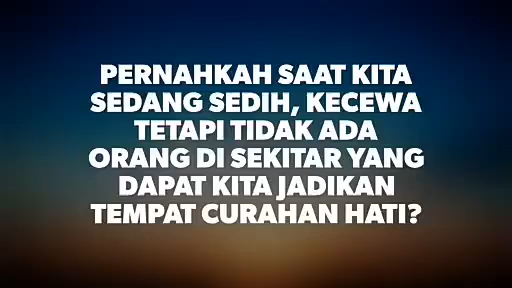 PERNAHKAH SAAT KITA
SEDANG SEDIH, KECEWA
TETAPI TIDAK ADA
ORANG DI SEKITAR YANG
DAPAT KITA JADIKAN
TEMPAT CURAHAN HATI?